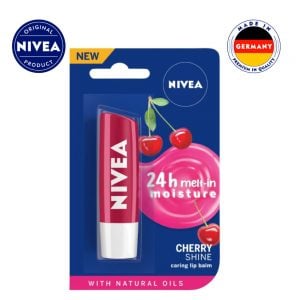 ORIGINAL
NIVEA
PRODUCT
MADE IN
GERMANY
PREMIUM IN QUALITY
NEW
NIVEA
NIVEA
24h melt-in
moisture
CHERRY
SHINE
caring lip balm
WITH NATURAL OILS